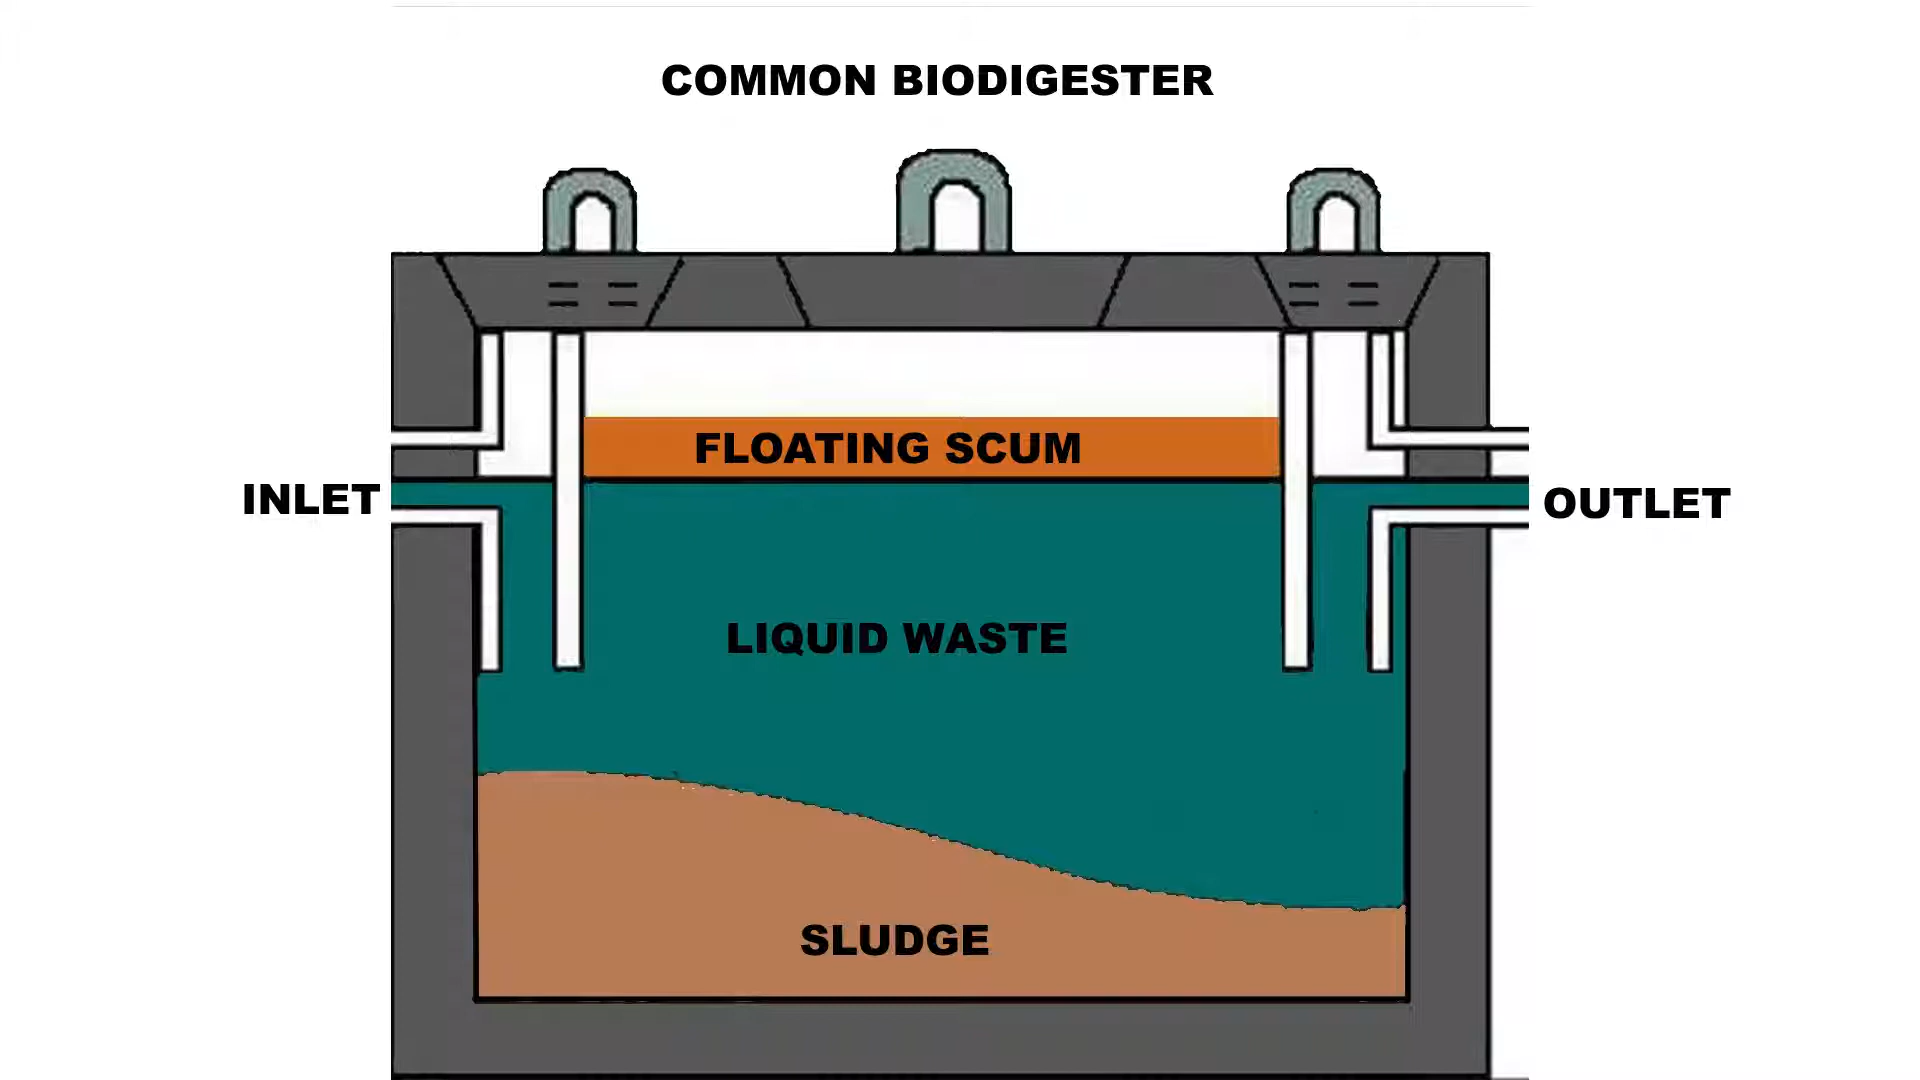 COMMON BIODIGESTER
FLOATING SCUM
INLET
OUTLET
LIQUID WASTE
SLUDGE